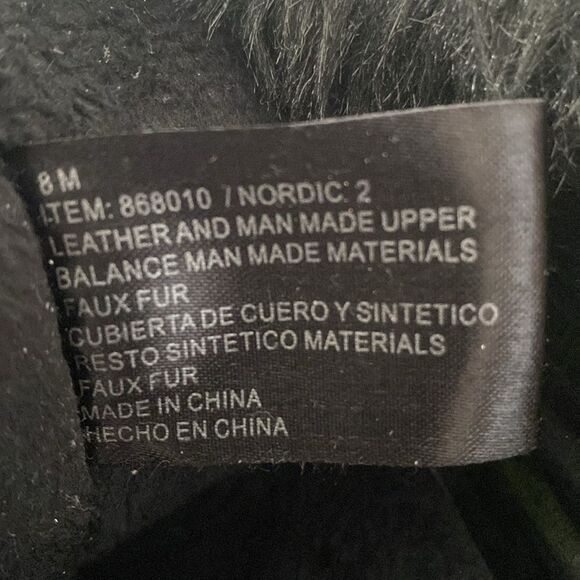 8 M
ITEM: 868010 / NORDIC: 2
LEATHER AND MAN MADE UPPER
BALANCE MAN MADE MATERIALS
FAUX FUR
CUBIERTA DE CUERO Y SINTETICO
RESTO SINTETICO MATERIALS
FAUX FUR
MADE IN CHINA
HECHO EN CHINA